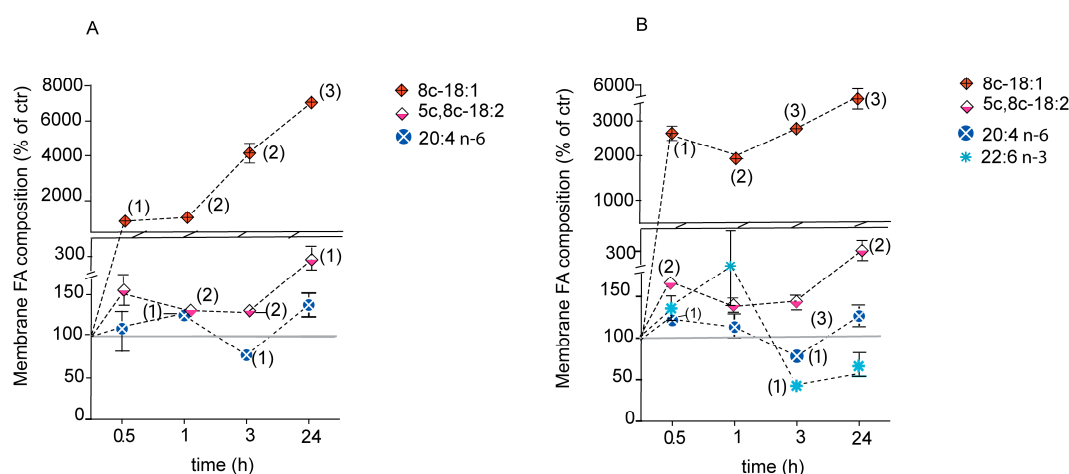 A
B
Membrane FA composition (% of ctr)
8000
6000
4000
2000
300
150
100
50
0
(1)
(2)
(2)
(3)
(1)
(2)
(2)
(1)
(1)
0.5 1 3 24
time (h)
8c-18:1
5c,8c-18:2
20:4 n-6
Membrane FA composition (% of ctr)
6000
3000
2000
1000
300
150
100
50
0
(1)
(2)
(3)
(3)
(2)
(2)
(1)
(3)
(1)
(1)
0.5 1 3 24
time (h)
8c-18:1
5c,8c-18:2
20:4 n-6
22:6 n-3